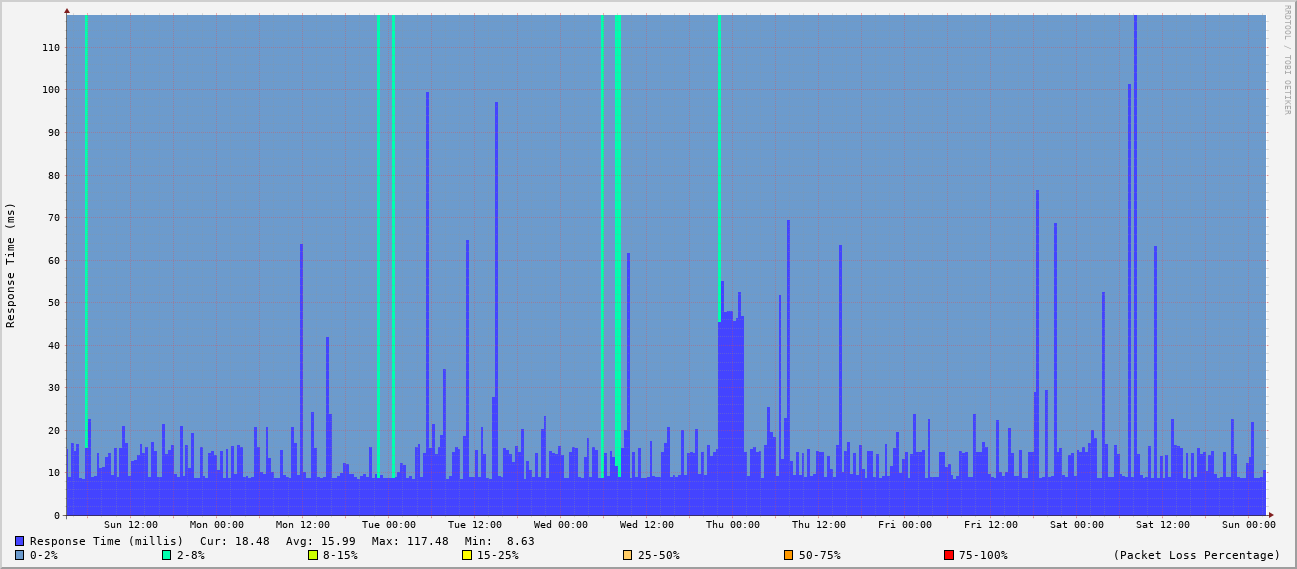 RRDTOOL / TOBI OETIKER
Response Time (ms)
110
100
90
80
70
60
50
40
30
20
10
0
Sun 12:00 Mon 00:00 Mon 12:00 Tue 00:00 Tue 12:00 Wed 00:00 Wed 12:00 Thu 00:00 Thu 12:00 Fri 00:00 Fri 12:00 Sat 00:00 Sat 12:00 Sun 00:00
Response Time (millis) Cur: 18.48 Avg: 15.99 Max: 117.48 Min: 8.63
0-2% 2-8% 8-15% 15-25% 25-50% 50-75% 75-100% (Packet Loss Percentage)